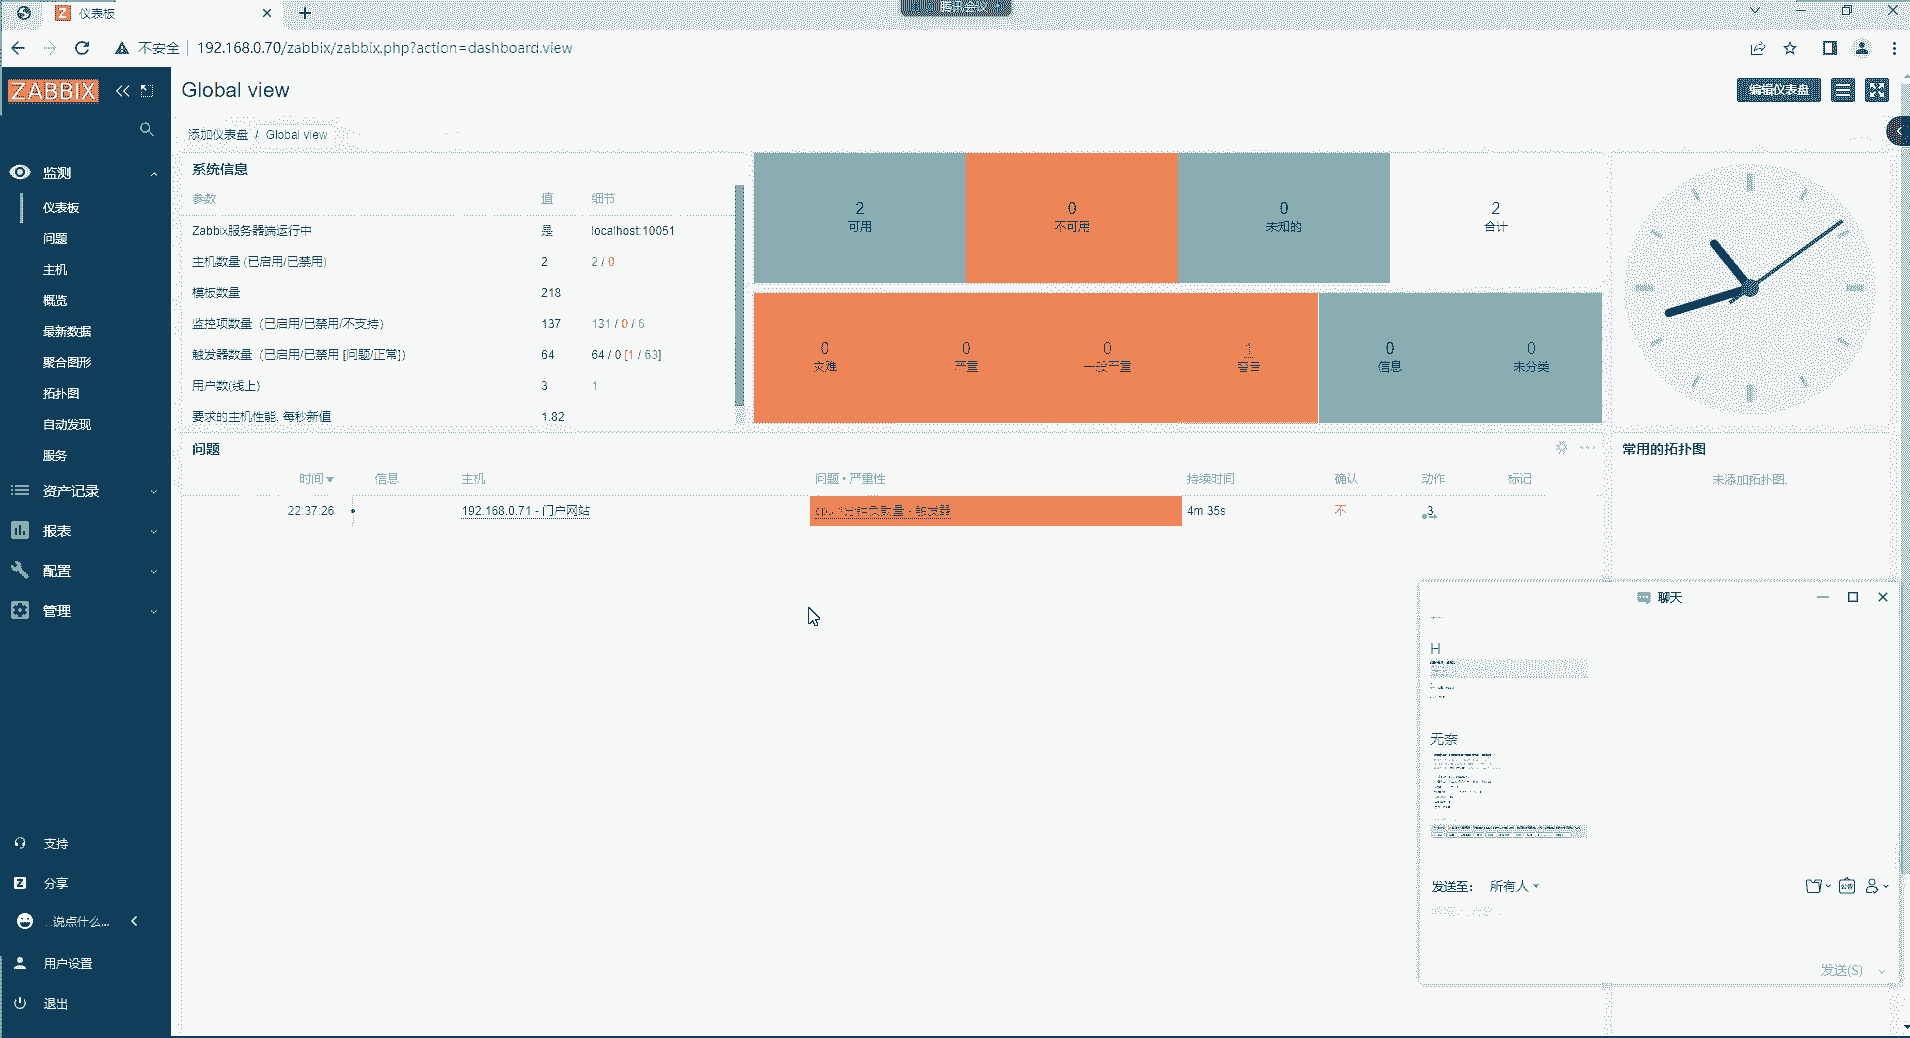 仪表板
腾讯会议
不安全 192.168.0.70/zabbix/zabbix.php?action=dashboard.view
ZABBIX
Global view
编辑仪表盘
添加仪表盘 / Global view
监测
仪表板
问题
主机
概览
最新数据
聚合图形
拓扑图
自动发现
服务
资产记录
报表
配置
管理
支持
分享
说点什么...
用户设置
退出
系统信息
参数 值 细节
Zabbix服务器端运行中 是 localhost:10051
主机数量 (已启用/已禁用) 2 2 / 0
模板数量 218
监控项数量 (已启用/已禁用/不支持) 137 131 / 0 / 6
触发器数量 (已启用/已禁用 [问题/正常]) 64 64 / 0 [1 / 63]
用户数(线上) 3 1
要求的主机性能, 每秒新值 1.82
2 可用
0 不可用
0 未知的
2 合计
0 灾难
0 严重
0 一般严重
1 警告
0 信息
0 未分类
问题
时间 信息 主机 问题 • 严重性 持续时间 确认 动作 标记
22:37:26 192.168.0.71 - 门户网站 4m 35s 不 3
常用的拓扑图
未添加拓扑图.
聊天
H
无奈
发送至: 所有人
发送(S)